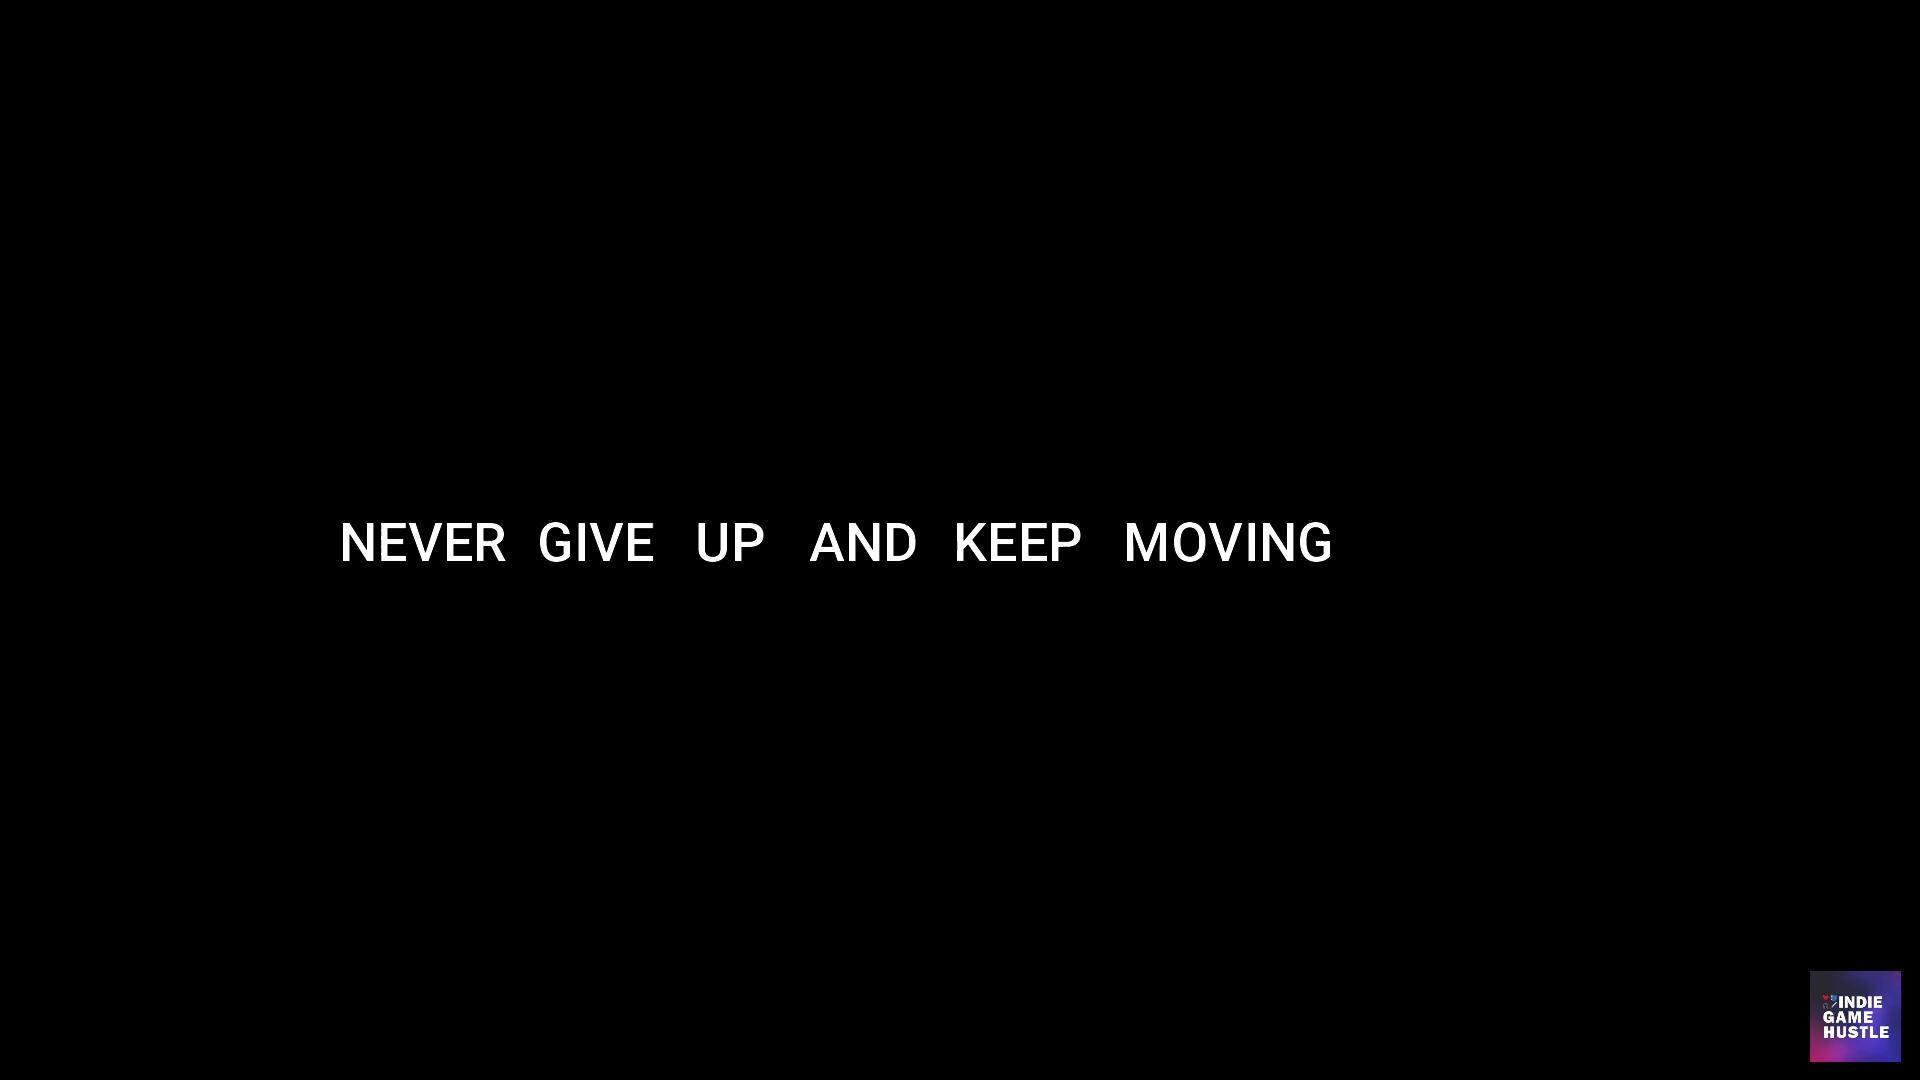 NEVER GIVE UP AND KEEP MOVING
INDIE
GAME
HUSTLE